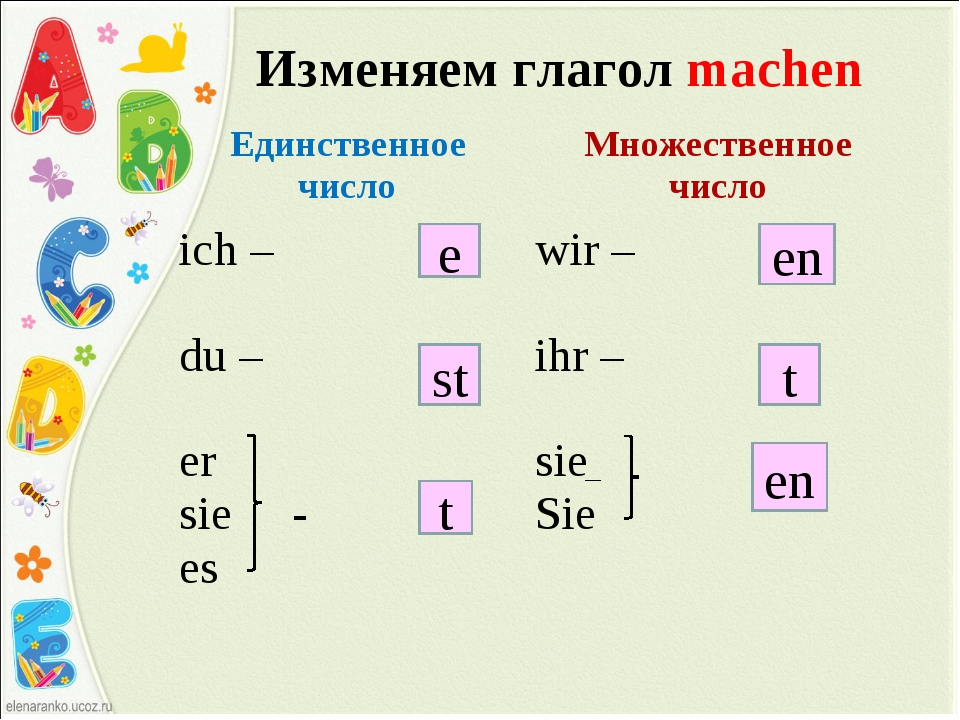 Изменяем глагол machen
Единственное
число
Множественное
число
ich –
e
wir –
en
du –
st
ihr –
t
er
sie -
es
t
sie_
Sie
-
en
A
B
D
C
D
E
elenaranko.ucoz.ru